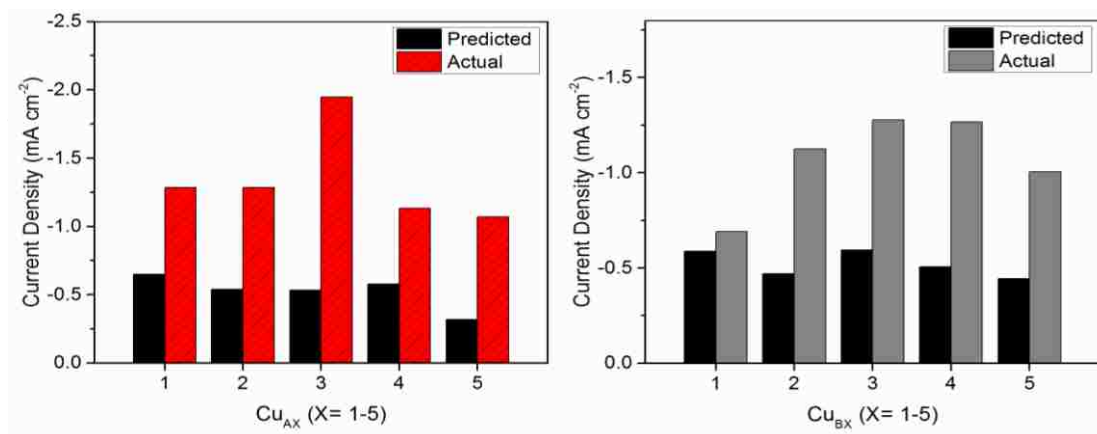 -2.5
-2.0
-1.5
-1.0
-0.5
0.0
Current Density (mA cm⁻²)
Predicted
Actual
1 2 3 4 5
Cu_AX (X= 1-5)
-1.5
-1.0
-0.5
0.0
Current Density (mA cm⁻²)
Predicted
Actual
1 2 3 4 5
Cu_BX (X= 1-5)